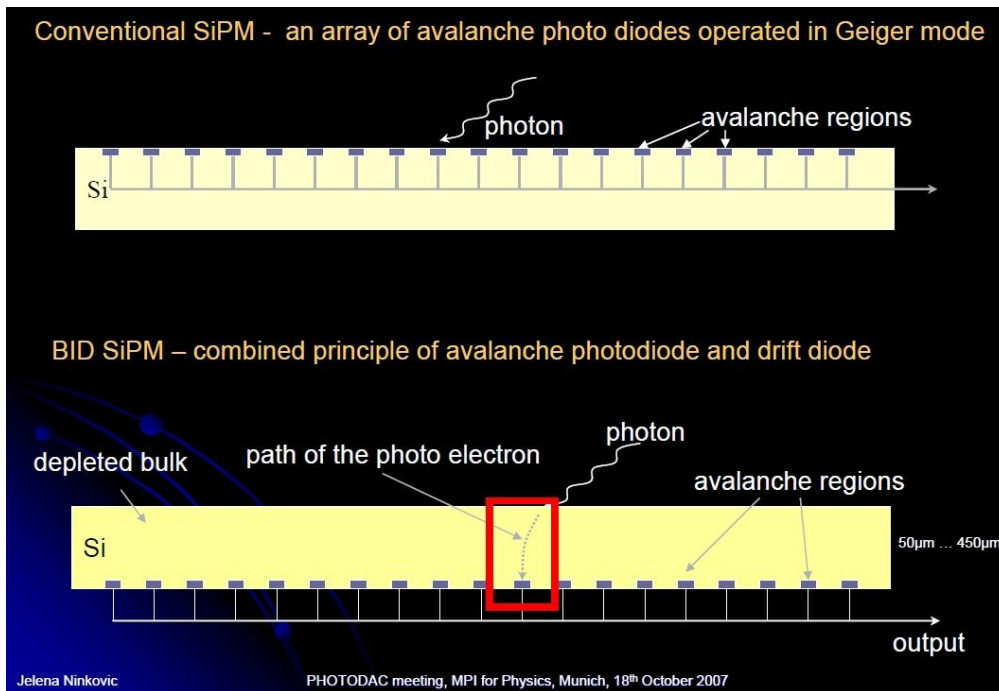 Conventional SiPM - an array of avalanche photo diodes operated in Geiger mode
photon
avalanche regions
Si
BID SiPM – combined principle of avalanche photodiode and drift diode
photon
depleted bulk
path of the photo electron
avalanche regions
Si
50µm ... 450µm
output
Jelena Ninkovic
PHOTODAC meeting, MPI for Physics, Munich, 18th October 2007